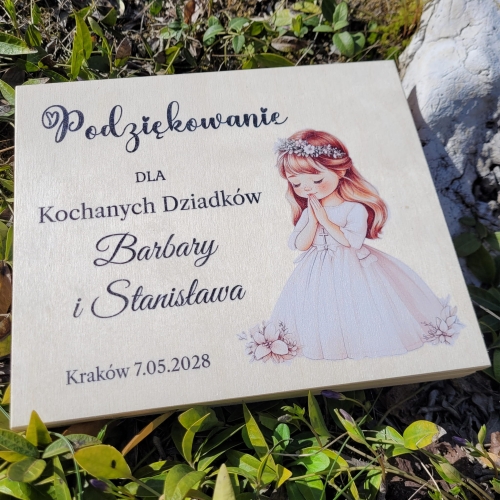 Podziękowanie
DLA
Kochanych Dziadków
Barbary
i Stanisława
Kraków 7.05.2028